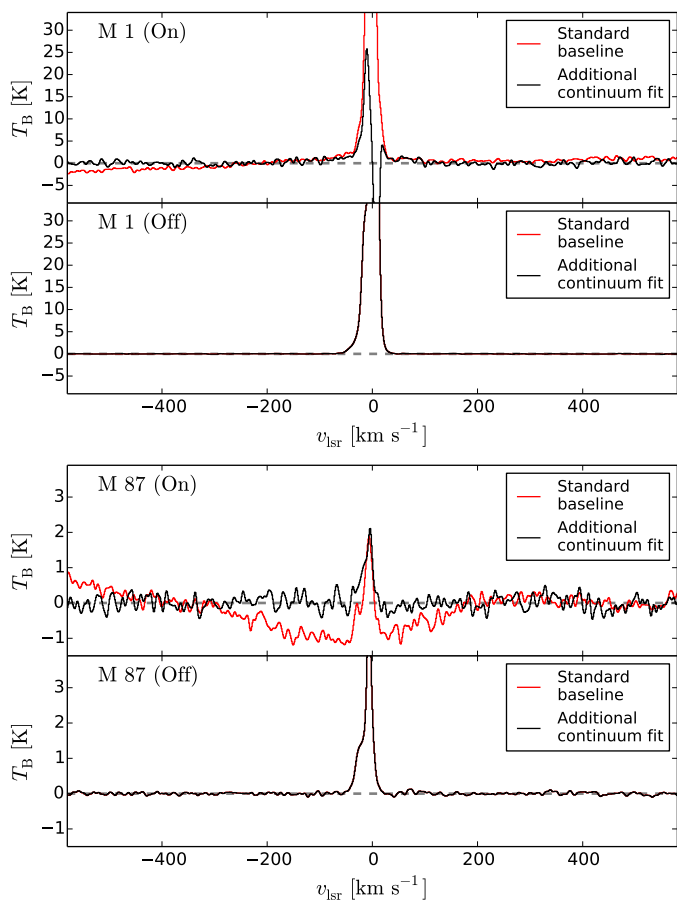 M 1 (On)
Standard
baseline
Additional
continuum fit
T_B [K]
30
25
20
15
10
5
0
−5
M 1 (Off)
Standard
baseline
Additional
continuum fit
T_B [K]
30
25
20
15
10
5
0
−5
−400 −200 0 200 400
v_lsr [km s⁻¹]
M 87 (On)
Standard
baseline
Additional
continuum fit
T_B [K]
3
2
1
0
−1
M 87 (Off)
Standard
baseline
Additional
continuum fit
T_B [K]
3
2
1
0
−1
−400 −200 0 200 400
v_lsr [km s⁻¹]